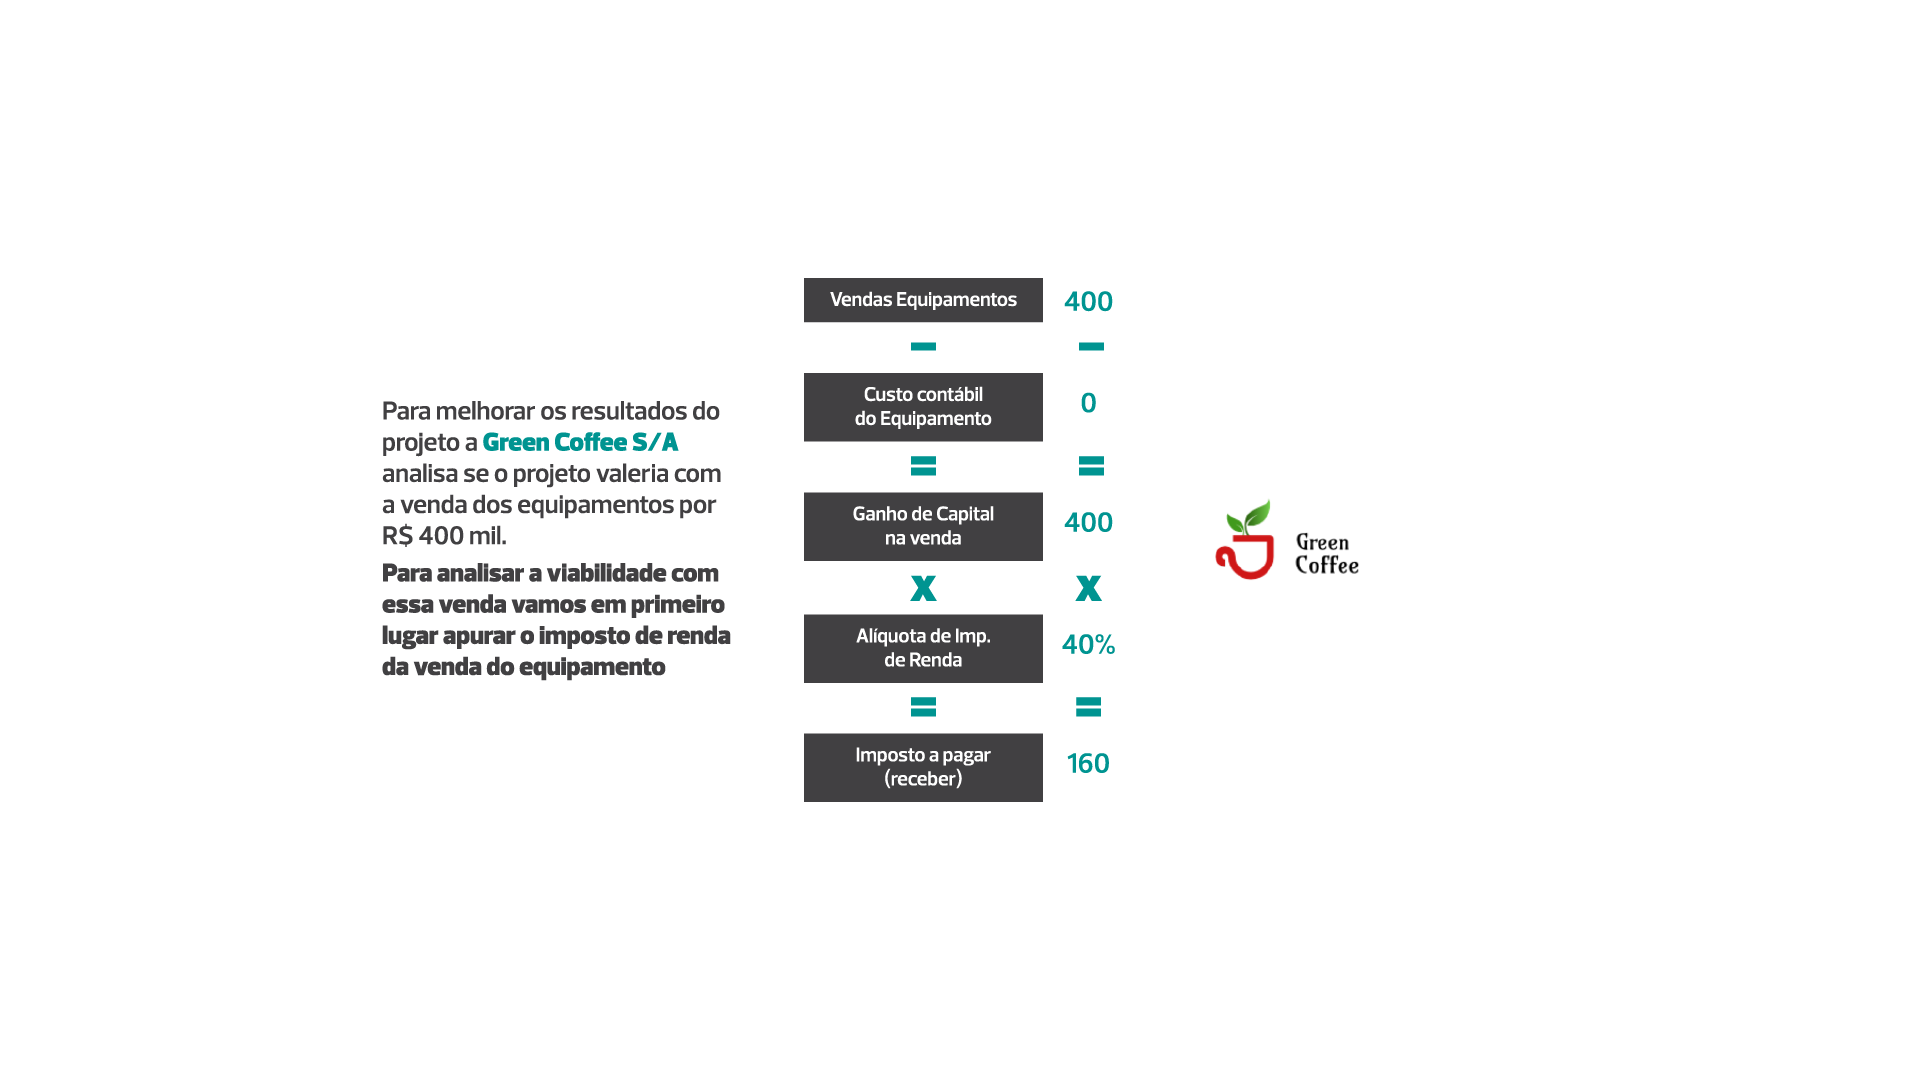 Para melhorar os resultados do
projeto a Green Coffee S/A
analisa se o projeto valeria com
a venda dos equipamentos por
R$ 400 mil.
Para analisar a viabilidade com
essa venda vamos em primeiro
lugar apurar o imposto de renda
da venda do equipamento
Vendas Equipamentos 400
- -
Custo contábil
do Equipamento
0
= =
Ganho de Capital
na venda
400
x x
Alíquota de Imp.
de Renda
40%
= =
Imposto a pagar
(receber)
160
Green
Coffee